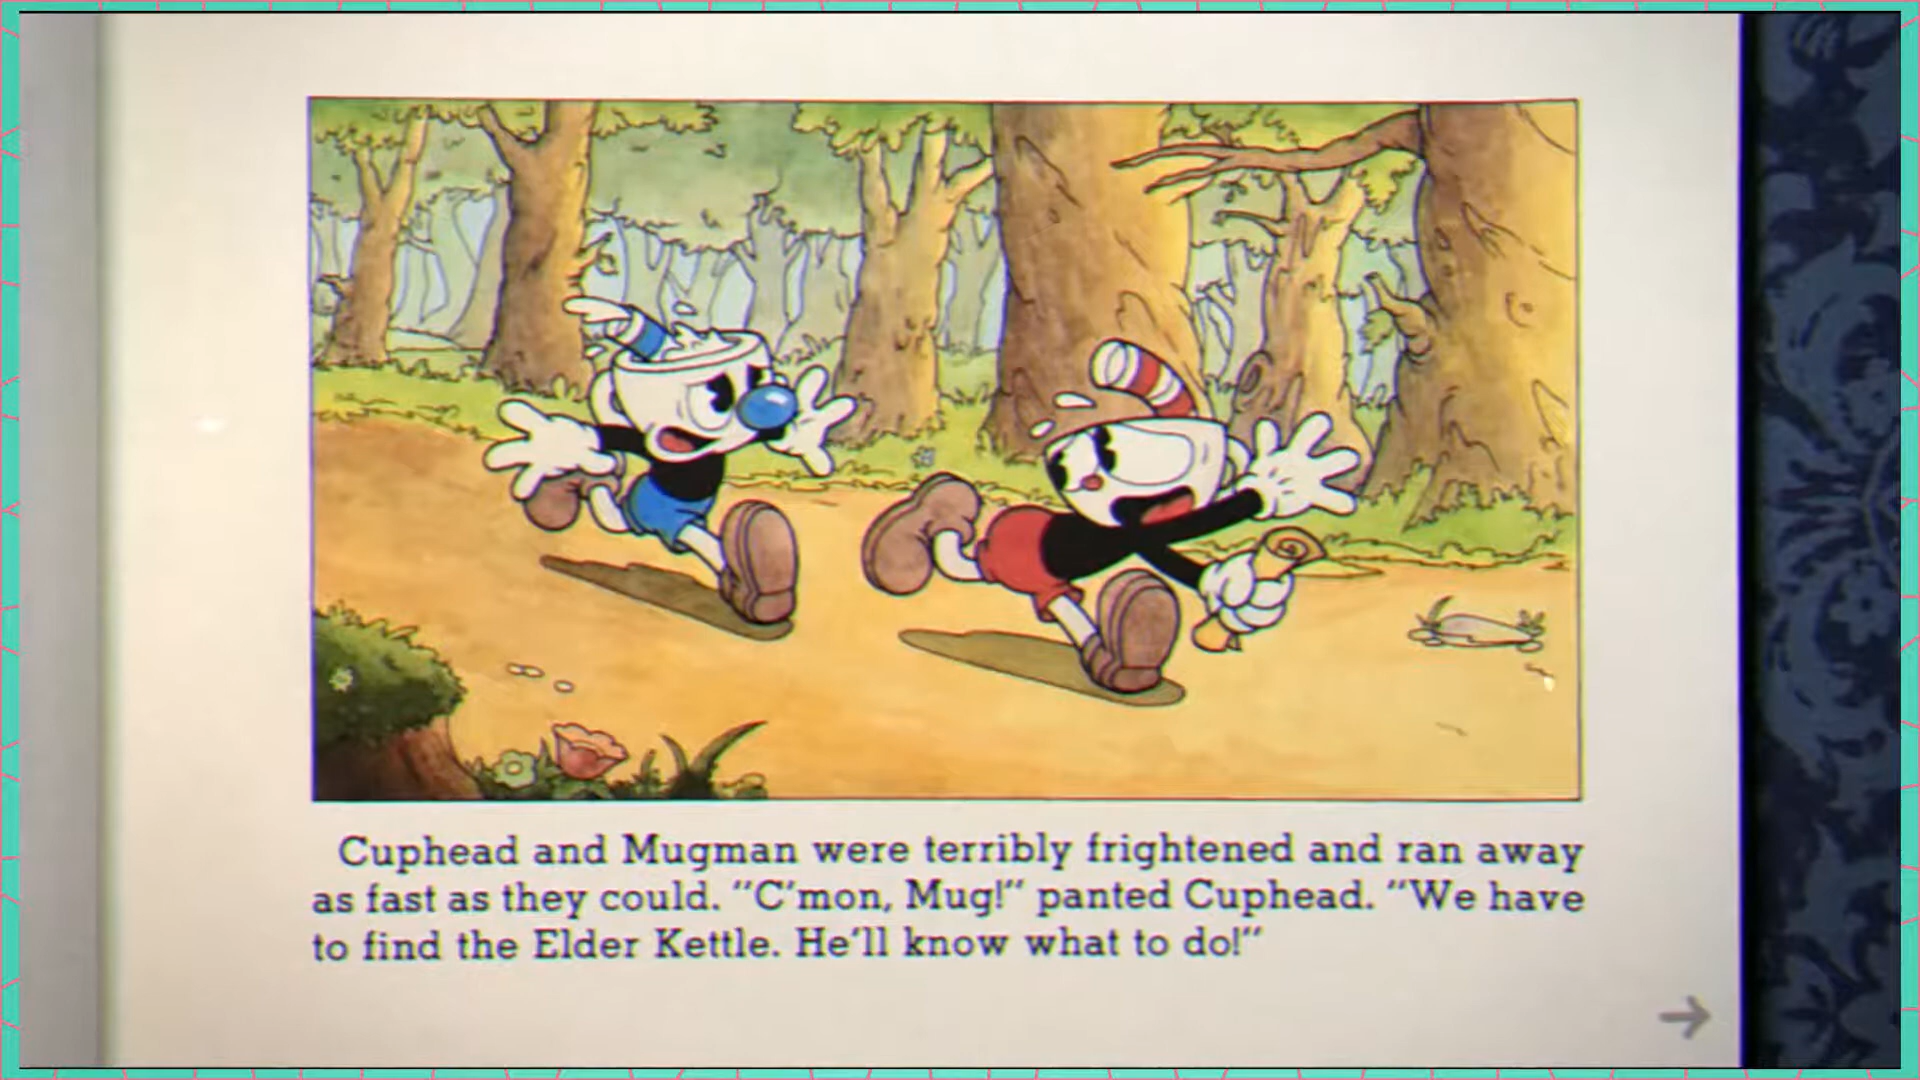 Cuphead and Mugman were terribly frightened and ran away
as fast as they could. "C'mon, Mug!" panted Cuphead. "We have
to find the Elder Kettle. He'll know what to do!"